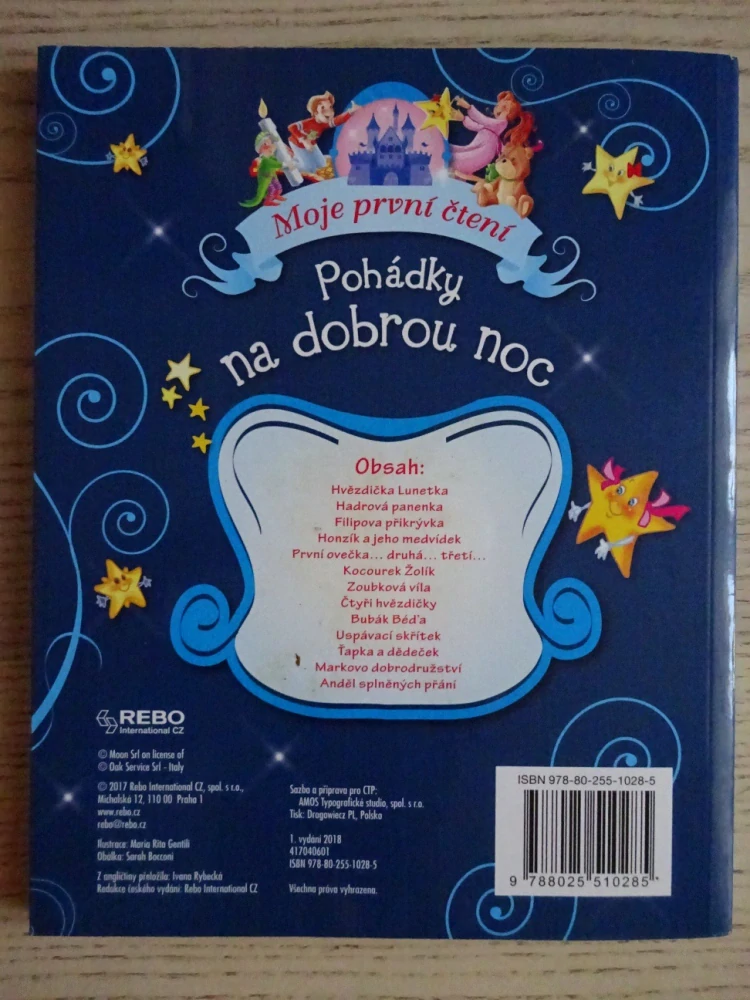 Moje první čtení
Pohádky
na dobrou noc
Obsah:
Hvězdička Lunetka
Hadrová panenka
Filipova přikrývka
Honzík a jeho medvídek
První ovečka... druhá... třetí...
Kocourek Žolík
Zoubková víla
Čtyři hvězdičky
Bubák Béďa
Uspávací skřítek
Ťapka a dědeček
Markovo dobrodružství
Anděl splněných přání
REBO
International CZ
© Moon Srl on license of
© Oak Service Srl - Italy
© 2017 Rebo International CZ, spol. s r.o.,
Michalská 12, 110 00 Praha 1
www.rebo.cz
rebo@rebo.cz
Ilustrace: Maria Rita Gentili
Obálka: Sarah Bocconi
Z angličtiny přeložila: Ivana Rybecká
Redakce českého vydání: Rebo International CZ
Sazba a příprava pro CTP:
AMOS Typografické studio, spol. s r.o.
Tisk: Drogowiecz PL, Polsko
1. vydání 2018
417040601
ISBN 978-80-255-1028-5
Všechna práva vyhrazena.
ISBN 978-80-255-1028-5
9 788025 510285